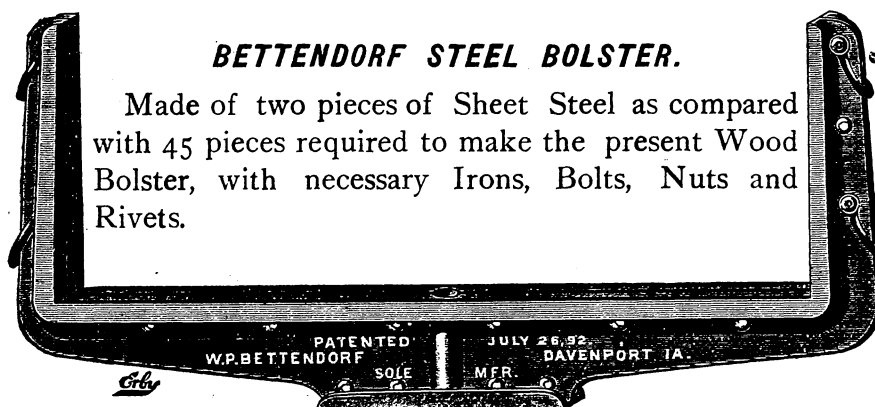 BETTENDORF STEEL BOLSTER.
Made of two pieces of Sheet Steel as compared
with 45 pieces required to make the present Wood
Bolster, with necessary Irons, Bolts, Nuts and
Rivets.
PATENTED JULY 26, 92.
W.P. BETTENDORF DAVENPORT IA.
SOLE MFR.
Erby